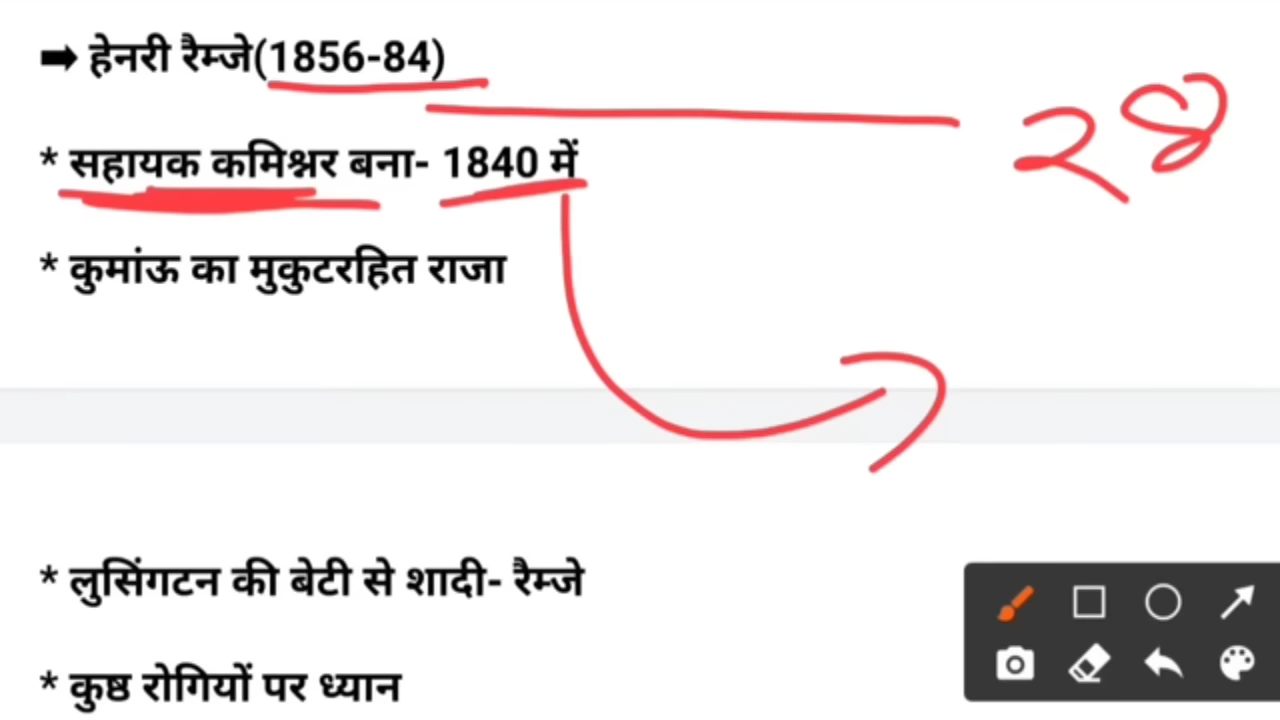 ➡ हेनरी रैम्जे(1856-84)
28
* सहायक कमिश्नर बना- 1840 में
* कुमांऊ का मुकुटरहित राजा
* लुसिंगटन की बेटी से शादी- रैम्जे
* कुष्ठ रोगियों पर ध्यान